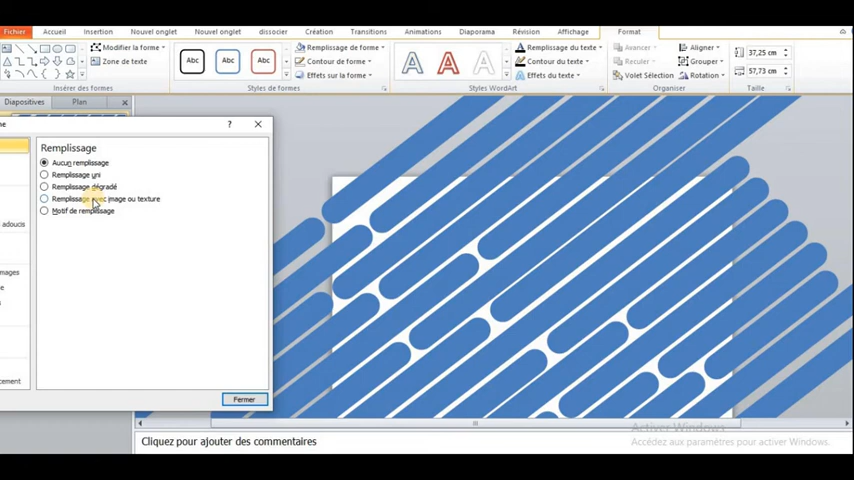 Fichier Accueil Insertion Nouvel onglet Nouvel onglet dissocier Création Transitions Animations Diaporama Révision Affichage Format
Modifier la forme
Zone de texte
Insérer des formes
Abc Abc Abc
Remplissage de forme
Contour de forme
Effets sur la forme
Styles de formes
A A A
Remplissage du texte
Contour du texte
Effets du texte
Styles WordArt
Avancer
Reculer
Volet Sélection
Aligner
Grouper
Rotation
Organiser
37,25 cm
57,73 cm
Taille
Diapositives Plan
ne
? 
Remplissage
Aucun remplissage
Remplissage uni
Remplissage dégradé
Remplissage avec image ou texture
Motif de remplissage
adoucis
mages
e
cement
Fermer
Cliquez pour ajouter des commentaires
Activer Windows
Accédez aux paramètres pour activer Windows.